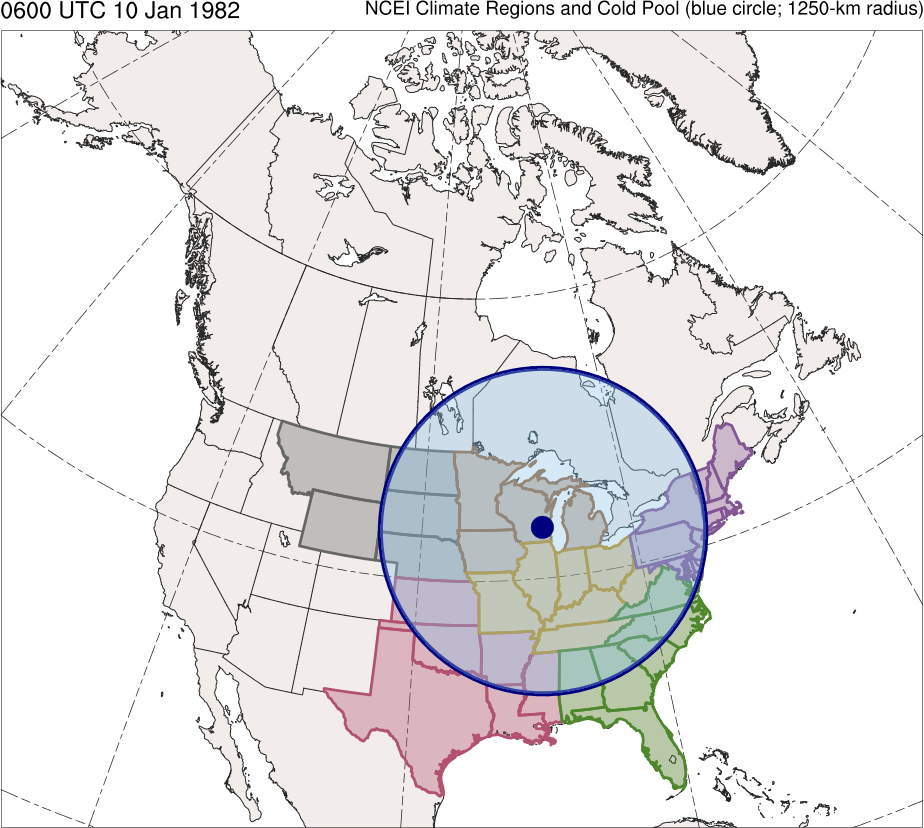 0600 UTC 10 Jan 1982
NCEI Climate Regions and Cold Pool (blue circle; 1250-km radius)